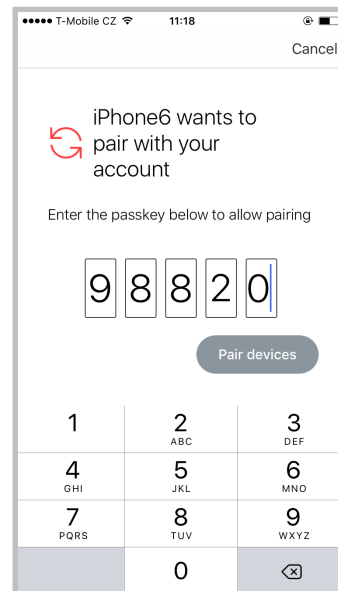 T-Mobile CZ 11:18
Cancel
iPhone6 wants to
pair with your
account
Enter the passkey below to allow pairing
9 8 8 2 0
Pair devices
1 2 3
ABC DEF
4 5 6
GHI JKL MNO
7 8 9
PQRS TUV WXYZ
0